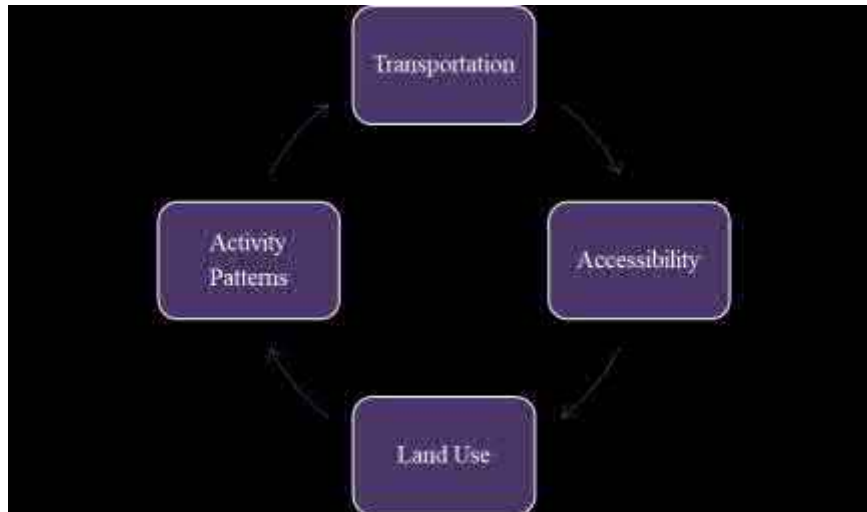 Transportation
Activity
Patterns
Accessibility
Land Use